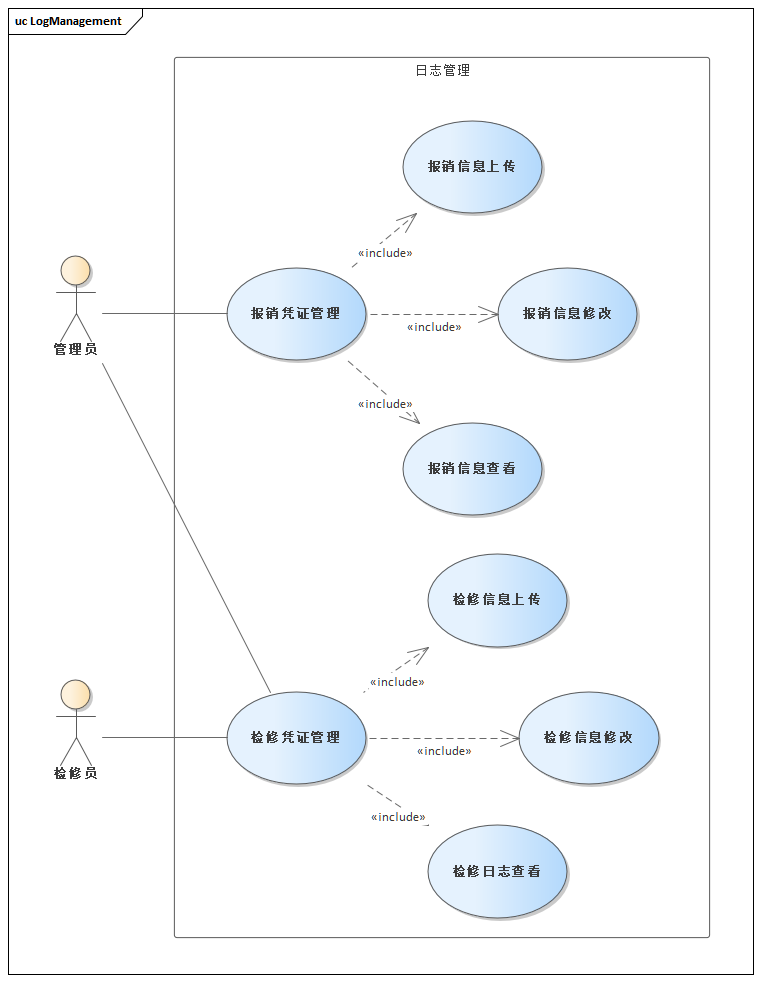 uc LogManagement
日志管理
报销信息上传
«include»
管理员
报销凭证管理
«include»
报销信息修改
«include»
报销信息查看
检修信息上传
«include»
检修员
检修凭证管理
«include»
检修信息修改
«include»
检修日志查看